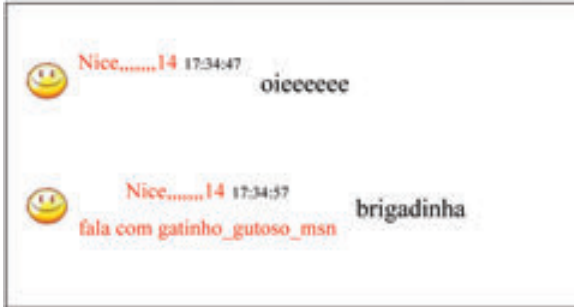 Nice,,,,,,,,14 17:34:47
oieeeeee
Nice,,,,,,,,14 17:34:57
fala com gatinho_gutoso_msn
brigadinha